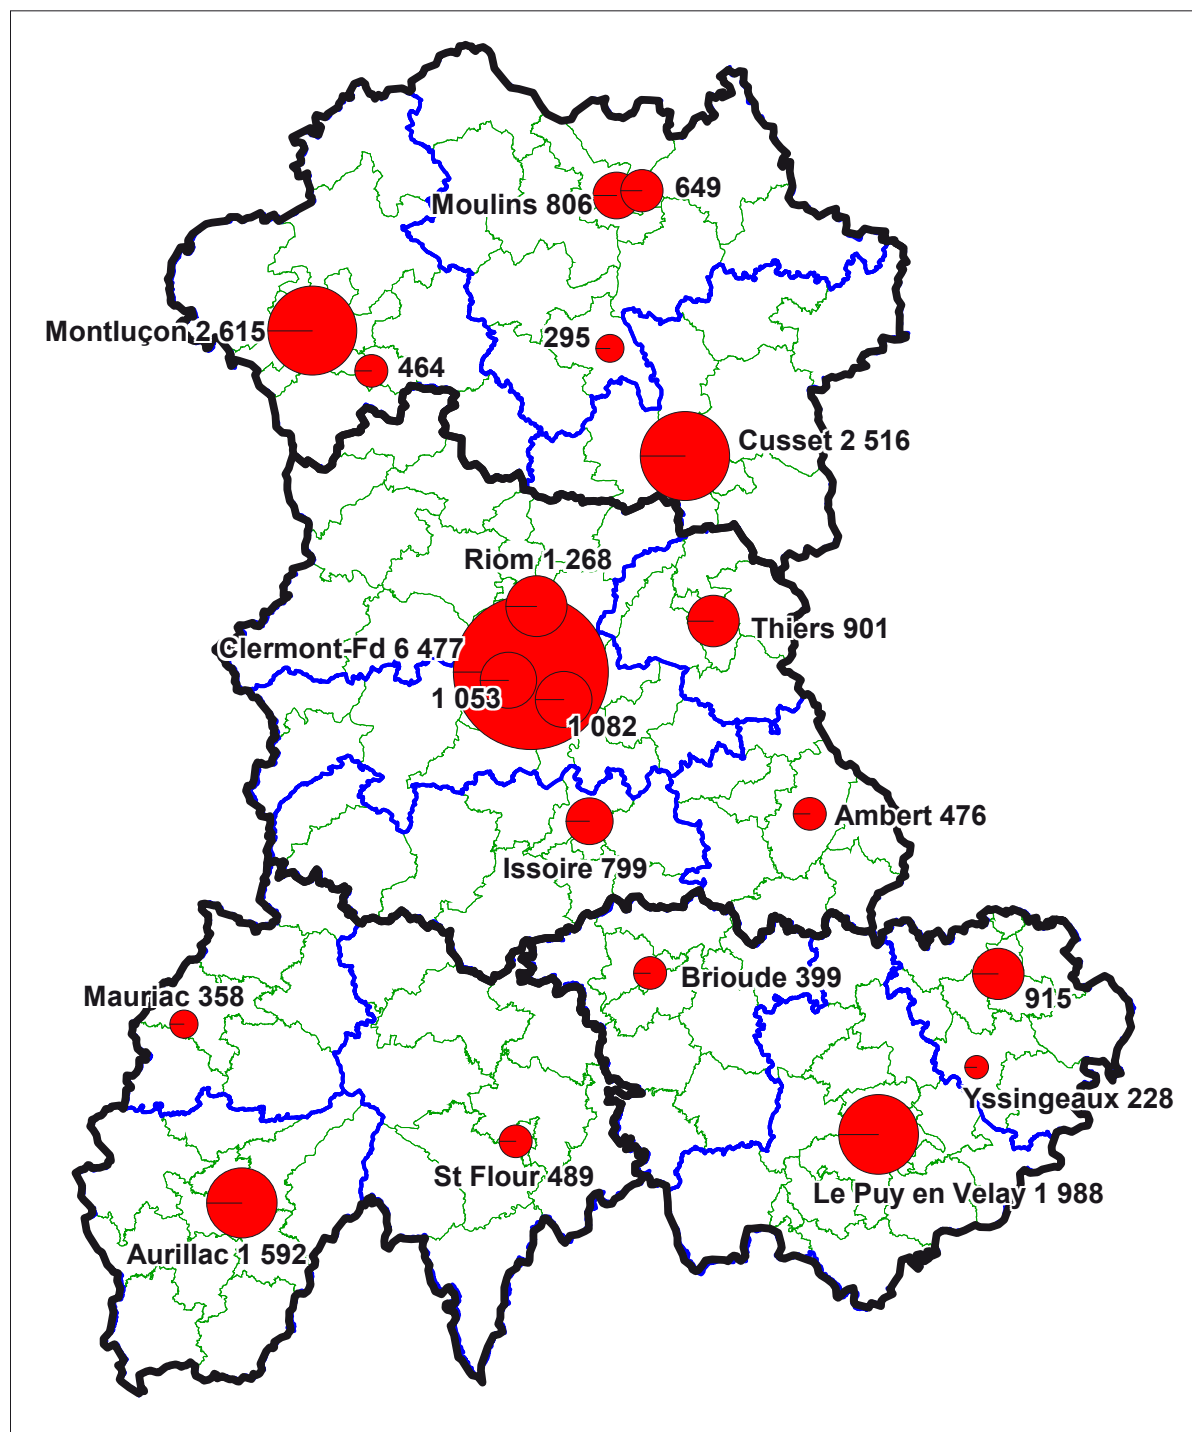 649
Moulins 806
Montluçon 2 615
295
464
Cusset 2 516
Riom 1 268
Thiers 901
Clermont-Fd 6 477
1 053
1 082
Ambert 476
Issoire 799
Brioude 399
Mauriac 358
915
Yssingeaux 228
St Flour 489
Le Puy en Velay 1 988
Aurillac 1 592